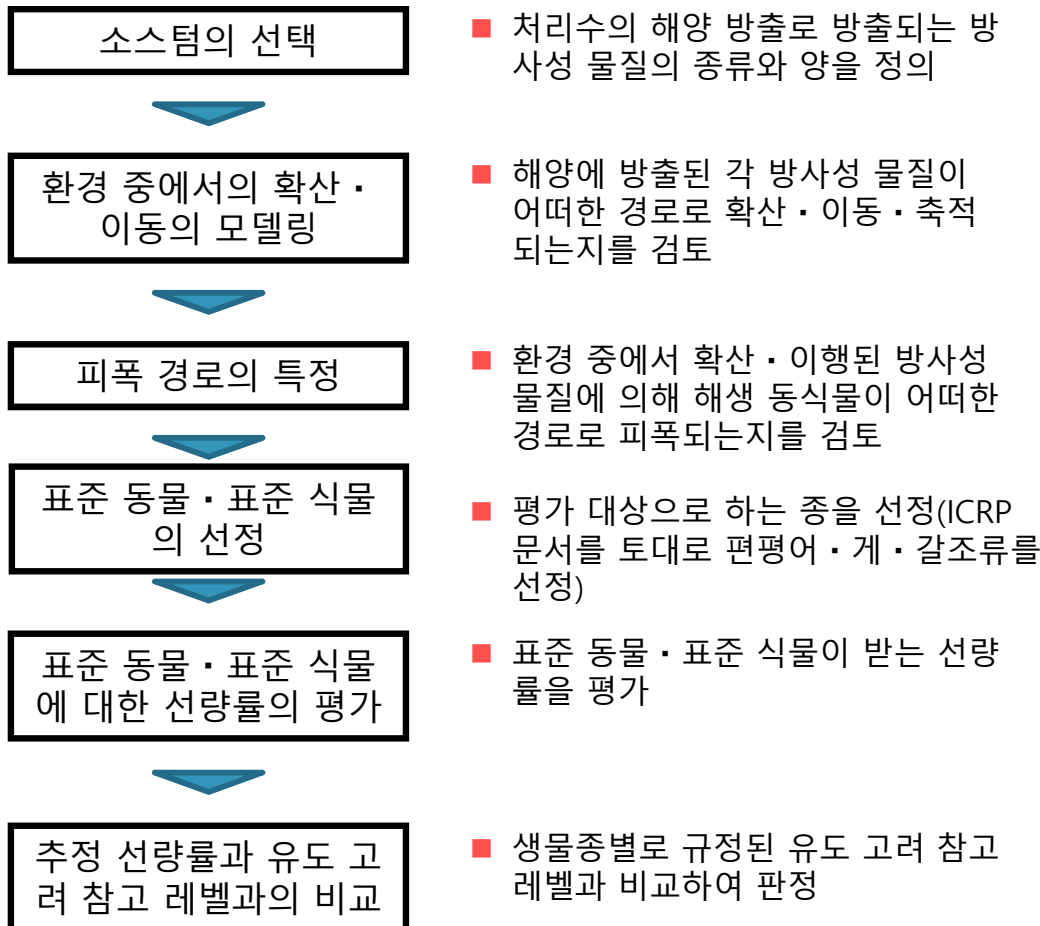 소스텀의 선택
■ 처리수의 해양 방출로 방출되는 방
사성 물질의 종류와 양을 정의
환경 중에서의 확산・
이동의 모델링
■ 해양에 방출된 각 방사성 물질이
어떠한 경로로 확산・이동・축적
되는지를 검토
피폭 경로의 특정
■ 환경 중에서 확산・이행된 방사성
물질에 의해 해생 동식물이 어떠한
경로로 피폭되는지를 검토
표준 동물・표준 식물
의 선정
■ 평가 대상으로 하는 종을 선정(ICRP
문서를 토대로 편평어・게・갈조류를
선정)
표준 동물・표준 식물
에 대한 선량률의 평가
■ 표준 동물・표준 식물이 받는 선량
률을 평가
추정 선량률과 유도 고
려 참고 레벨과의 비교
■ 생물종별로 규정된 유도 고려 참고
레벨과 비교하여 판정